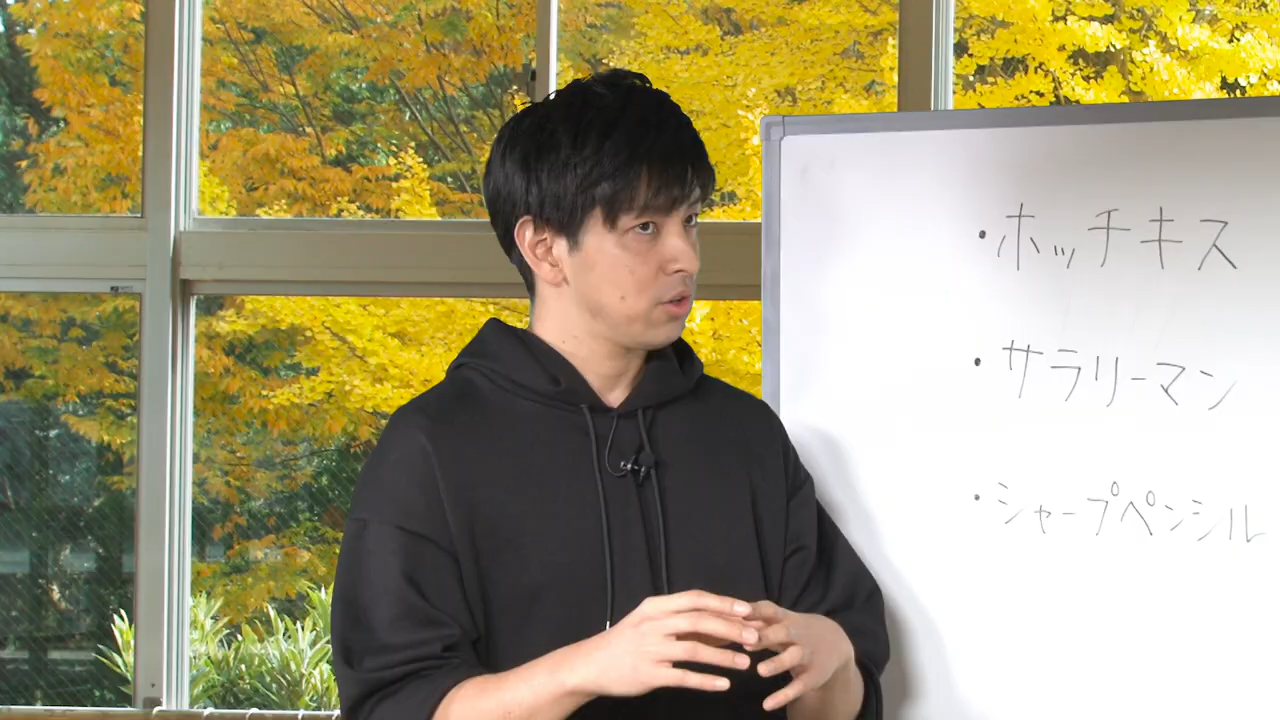 ・ホッチキス
・サラリーマン
・シャープペンシル